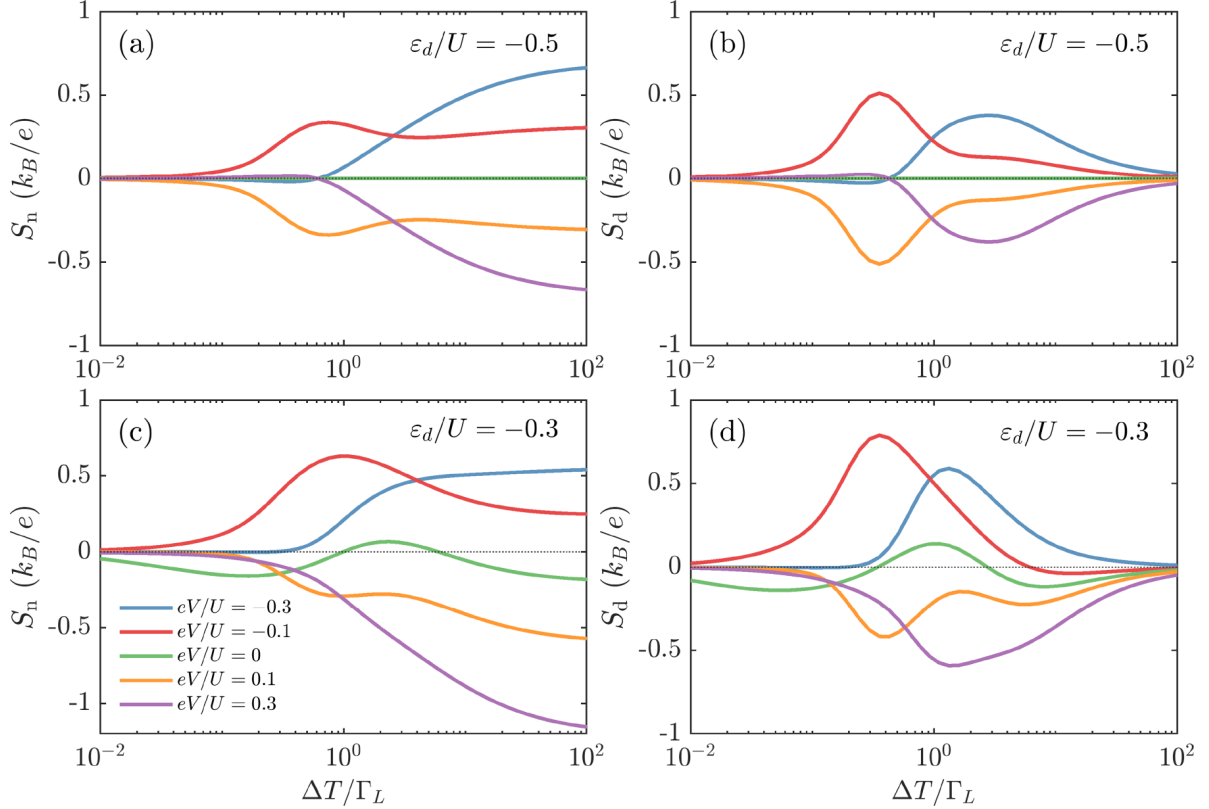 (a)
ε_d/U = −0.5
1
0.5
0
-0.5
-1
S_n (k_B/e)
10^−2
10^0
10^2
(b)
ε_d/U = −0.5
1
0.5
0
-0.5
-1
S_d (k_B/e)
10^−2
10^0
10^2
(c)
ε_d/U = −0.3
1
0.5
0
-0.5
-1
S_n (k_B/e)
eV/U = −0.3
eV/U = −0.1
eV/U = 0
eV/U = 0.1
eV/U = 0.3
10^−2
10^0
10^2
ΔT/Γ_L
(d)
ε_d/U = −0.3
1
0.5
0
-0.5
-1
S_d (k_B/e)
10^−2
10^0
10^2
ΔT/Γ_L